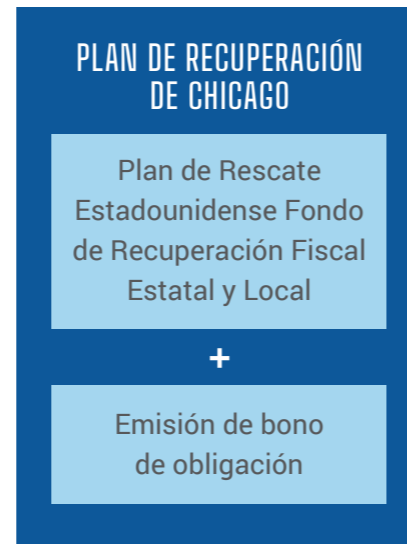 PLAN DE RECUPERACIÓN
DE CHICAGO
Plan de Rescate
Estadounidense Fondo
de Recuperación Fiscal
Estatal y Local
+
Emisión de bono
de obligación